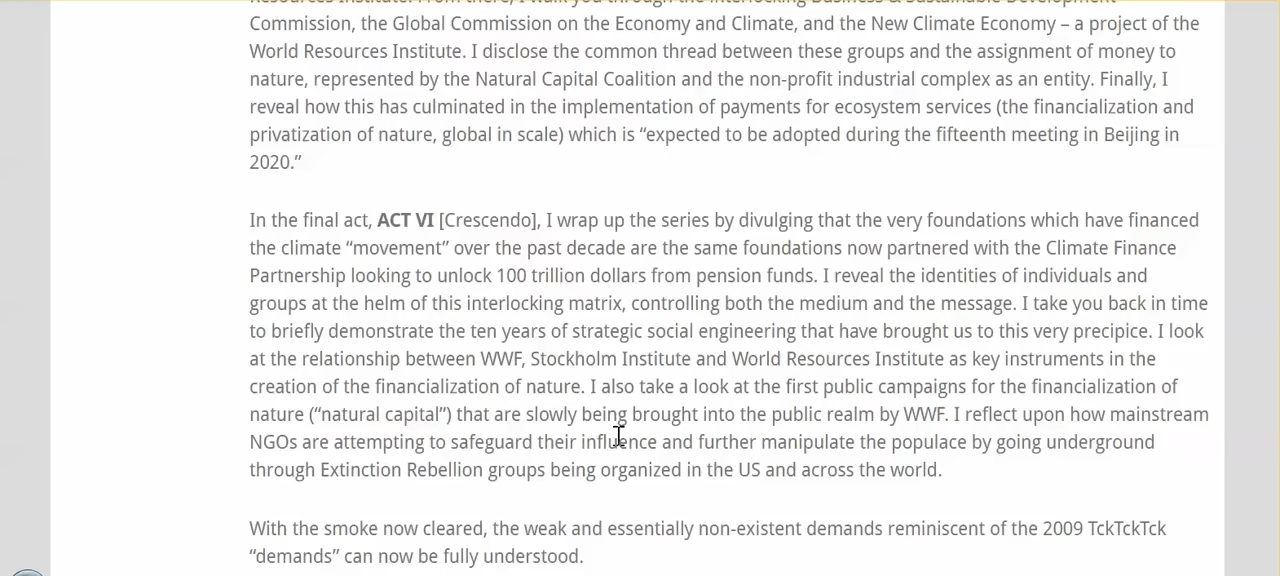 Resources Institute. From there, I walk you through the interlocking Business & Sustainable Development
Commission, the Global Commission on the Economy and Climate, and the New Climate Economy – a project of the
World Resources Institute. I disclose the common thread between these groups and the assignment of money to
nature, represented by the Natural Capital Coalition and the non-profit industrial complex as an entity. Finally, I
reveal how this has culminated in the implementation of payments for ecosystem services (the financialization and
privatization of nature, global in scale) which is “expected to be adopted during the fifteenth meeting in Beijing in
2020.”
In the final act, ACT VI [Crescendo], I wrap up the series by divulging that the very foundations which have financed
the climate “movement” over the past decade are the same foundations now partnered with the Climate Finance
Partnership looking to unlock 100 trillion dollars from pension funds. I reveal the identities of individuals and
groups at the helm of this interlocking matrix, controlling both the medium and the message. I take you back in time
to briefly demonstrate the ten years of strategic social engineering that have brought us to this very precipice. I look
at the relationship between WWF, Stockholm Institute and World Resources Institute as key instruments in the
creation of the financialization of nature. I also take a look at the first public campaigns for the financialization of
nature (“natural capital”) that are slowly being brought into the public realm by WWF. I reflect upon how mainstream
NGOs are attempting to safeguard their influence and further manipulate the populace by going underground
through Extinction Rebellion groups being organized in the US and across the world.
With the smoke now cleared, the weak and essentially non-existent demands reminiscent of the 2009 TckTckTck
“demands” can now be fully understood.